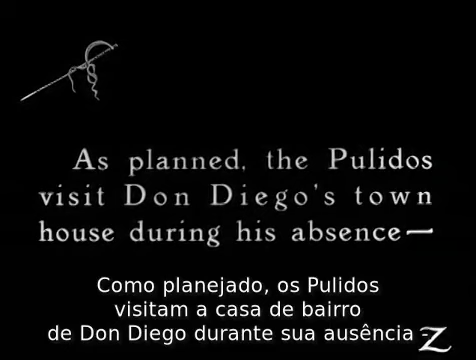 As planned, the Pulidos
visit Don Diego's town
house during his absence—
Como planejado, os Pulidos
visitam a casa de bairro
de Don Diego durante sua ausência -
Z